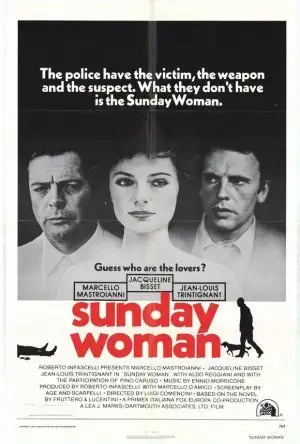 The police have the victim, the weapon
and the suspect. What they don't have
is the Sunday Woman.
Guess who are the lovers?
MARCELLO
MASTROIANNI
JACQUELINE
BISSET
JEAN-LOUIS
TRINTIGNANT
sunday
woman
ROBERTO INFASCELLI PRESENTS MARCELLO MASTROIANNI • JACQUELINE BISSET
JEAN-LOUIS TRINTIGNANT IN "SUNDAY WOMAN" WITH ALDO REGGIANI AND WITH
THE PARTICIPATION OF PINO CARUSO • MUSIC BY ENNIO MORRICONE
PRODUCED BY ROBERTO INFASCELLI WITH MARCELLO D'AMICO • SCREENPLAY BY
AGE AND SCARPELLI • DIRECTED BY LUIGI COMENCINI • BASED ON THE NOVEL
BY FRUTTERO & LUCENTINI • A PRIMEX ITALIANA FOX EUROPA CO-PRODUCTION
A LEA J. MARKS/DARTMOUTH ASSOCIATES, LTD. FILM
"SUNDAY WOMAN"